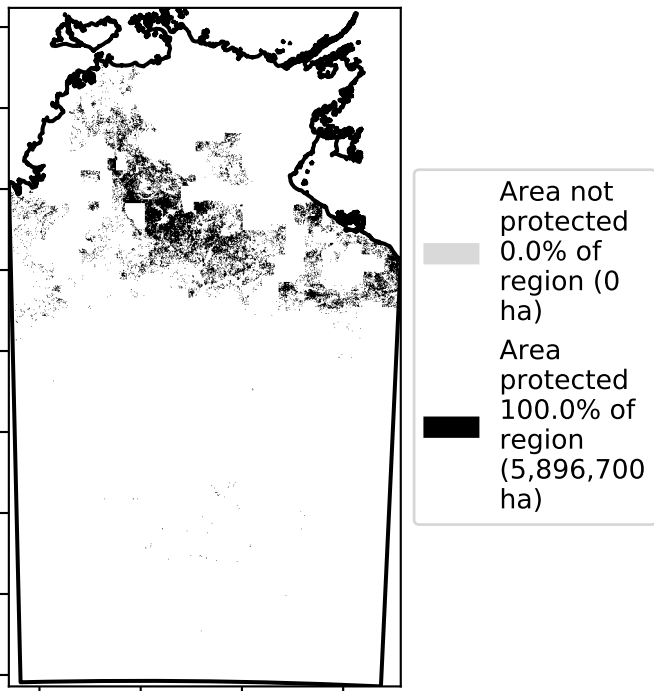 Area not
protected
0.0% of
region (0
ha)
Area
protected
100.0% of
region
(5,896,700
ha)